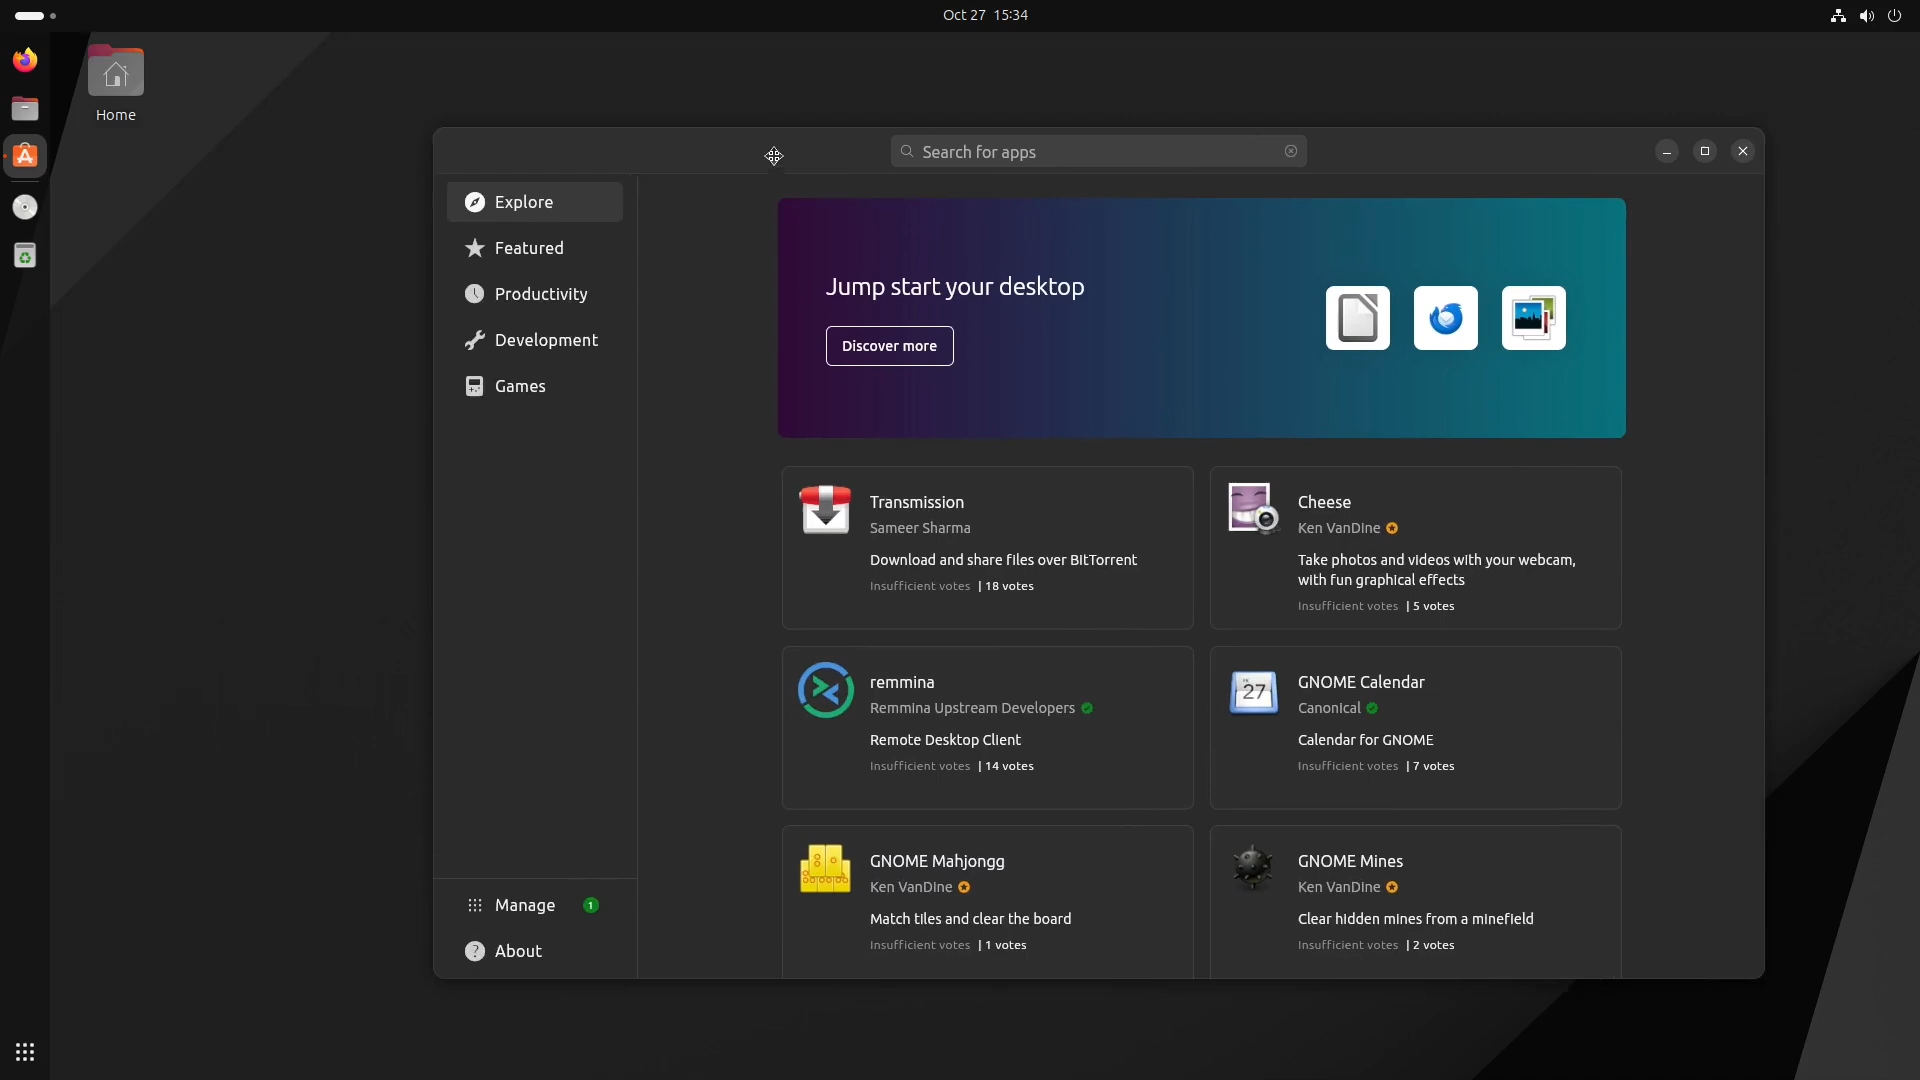 Oct 27 15:34
Home
Search for apps
Explore
Featured
Productivity
Development
Games
Manage 1
About
Jump start your desktop
Discover more
Transmission
Sameer Sharma
Download and share files over BitTorrent
Insufficient votes | 18 votes
Cheese
Ken VanDine
Take photos and videos with your webcam,
with fun graphical effects
Insufficient votes | 5 votes
remmina
Remmina Upstream Developers
Remote Desktop Client
Insufficient votes | 14 votes
27
GNOME Calendar
Canonical
Calendar for GNOME
Insufficient votes | 7 votes
GNOME Mahjongg
Ken VanDine
Match tiles and clear the board
Insufficient votes | 1 votes
GNOME Mines
Ken VanDine
Clear hidden mines from a minefield
Insufficient votes | 2 votes